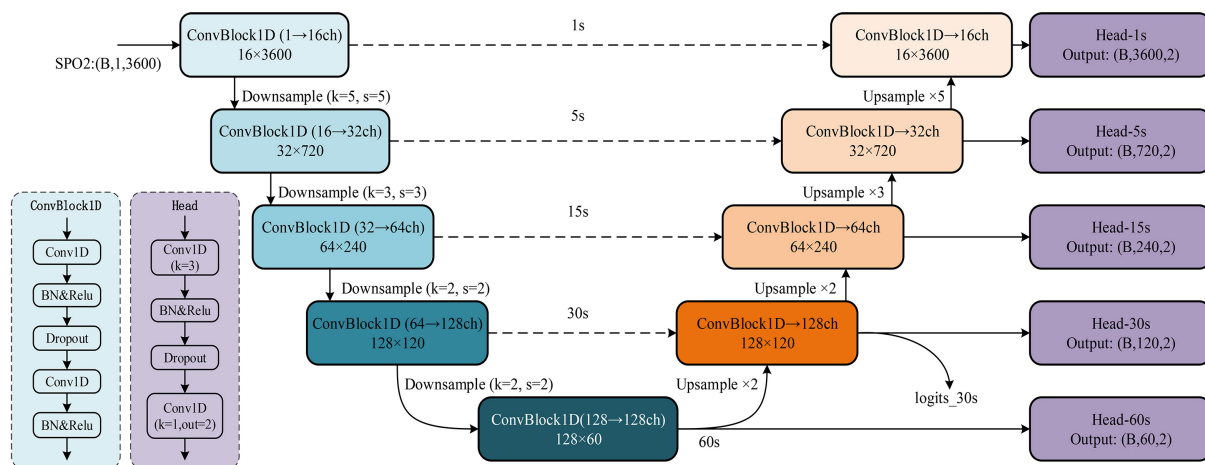 SPO2:(B,1,3600)
ConvBlock1D (1→16ch)
16×3600
1s
ConvBlock1D→16ch
16×3600
Head-1s
Output: (B,3600,2)
Downsample (k=5, s=5)
Upsample ×5
ConvBlock1D (16→32ch)
32×720
5s
ConvBlock1D→32ch
32×720
Head-5s
Output: (B,720,2)
Downsample (k=3, s=3)
Upsample ×3
ConvBlock1D (32→64ch)
64×240
15s
ConvBlock1D→64ch
64×240
Head-15s
Output: (B,240,2)
Downsample (k=2, s=2)
Upsample ×2
ConvBlock1D (64→128ch)
128×120
30s
ConvBlock1D→128ch
128×120
Head-30s
Output: (B,120,2)
Downsample (k=2, s=2)
Upsample ×2
logits_30s
ConvBlock1D(128→128ch)
128×60
60s
Head-60s
Output: (B,60,2)
ConvBlock1D
Conv1D
BN&Relu
Dropout
Conv1D
BN&Relu
Head
Conv1D
(k=3)
BN&Relu
Dropout
Conv1D
(k=1,out=2)